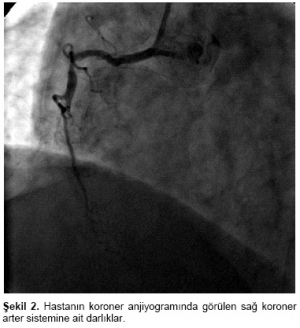 Şekil 2. Hastanın koroner anjiyogramında görülen sağ koroner
arter sistemine ait darlıklar.